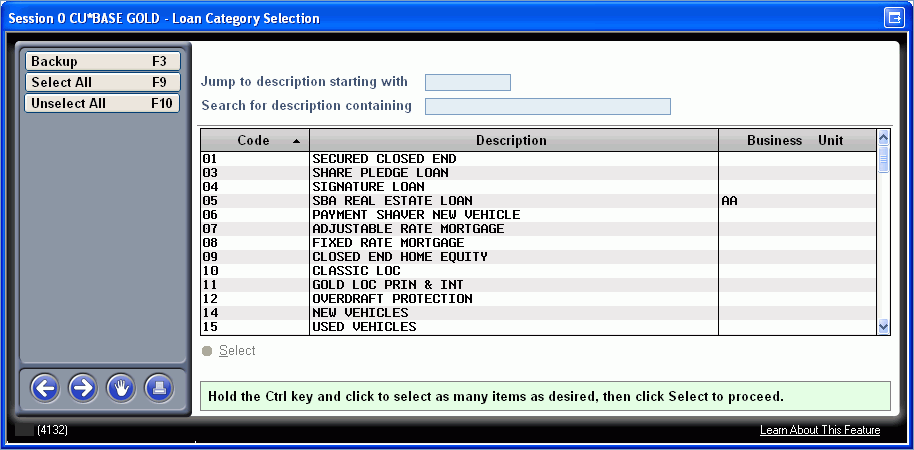 Session 0 CU*BASE GOLD - Loan Category Selection
Backup F3
Select All F9
Unselect All F10
Jump to description starting with
Search for description containing
Code Description Business Unit
01 SECURED CLOSED END
03 SHARE PLEDGE LOAN
04 SIGNATURE LOAN
05 SBA REAL ESTATE LOAN AA
06 PAYMENT SHAVER NEW VEHICLE
07 ADJUSTABLE RATE MORTGAGE
08 FIXED RATE MORTGAGE
09 CLOSED END HOME EQUITY
10 CLASSIC LOC
11 GOLD LOC PRIN & INT
12 OVERDRAFT PROTECTION
14 NEW VEHICLES
15 USED VEHICLES
Select
Hold the Ctrl key and click to select as many items as desired, then click Select to proceed.
(4132) Learn About This Feature